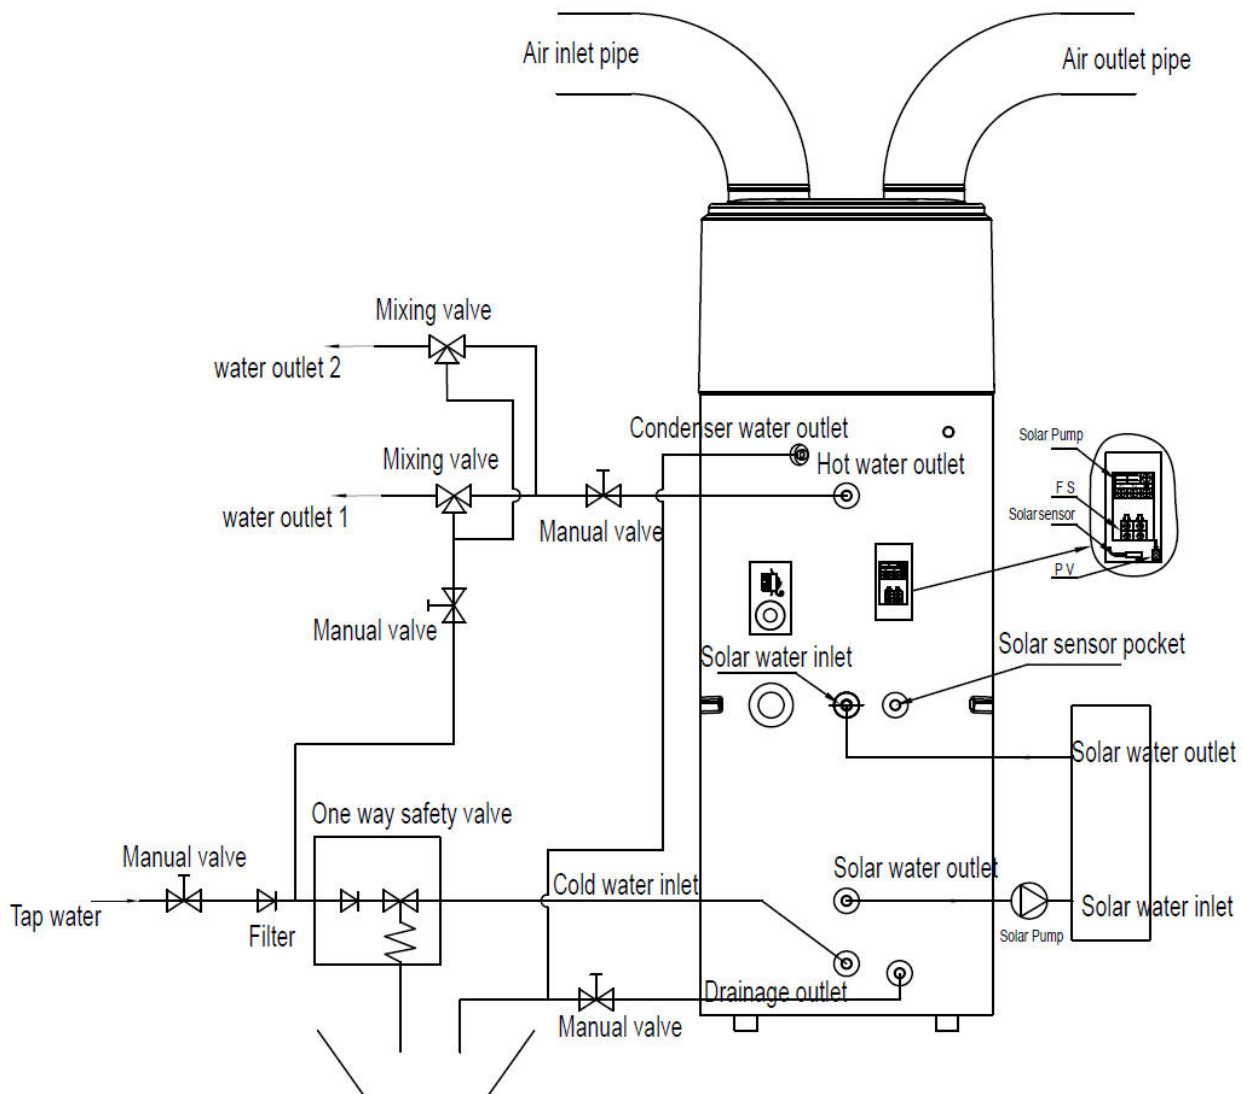 Air inlet pipe
Air outlet pipe
Mixing valve
water outlet 2
Condenser water outlet
Solar Pump
Mixing valve
Hot water outlet
F S
water outlet 1
Manual valve
Solar sensor
P V
Manual valve
Solar water inlet
Solar sensor pocket
Solar water outlet
One way safety valve
Manual valve
Solar water outlet
Cold water inlet
Tap water
Filter
Solar Pump
Solar water inlet
Drainage outlet
Manual valve